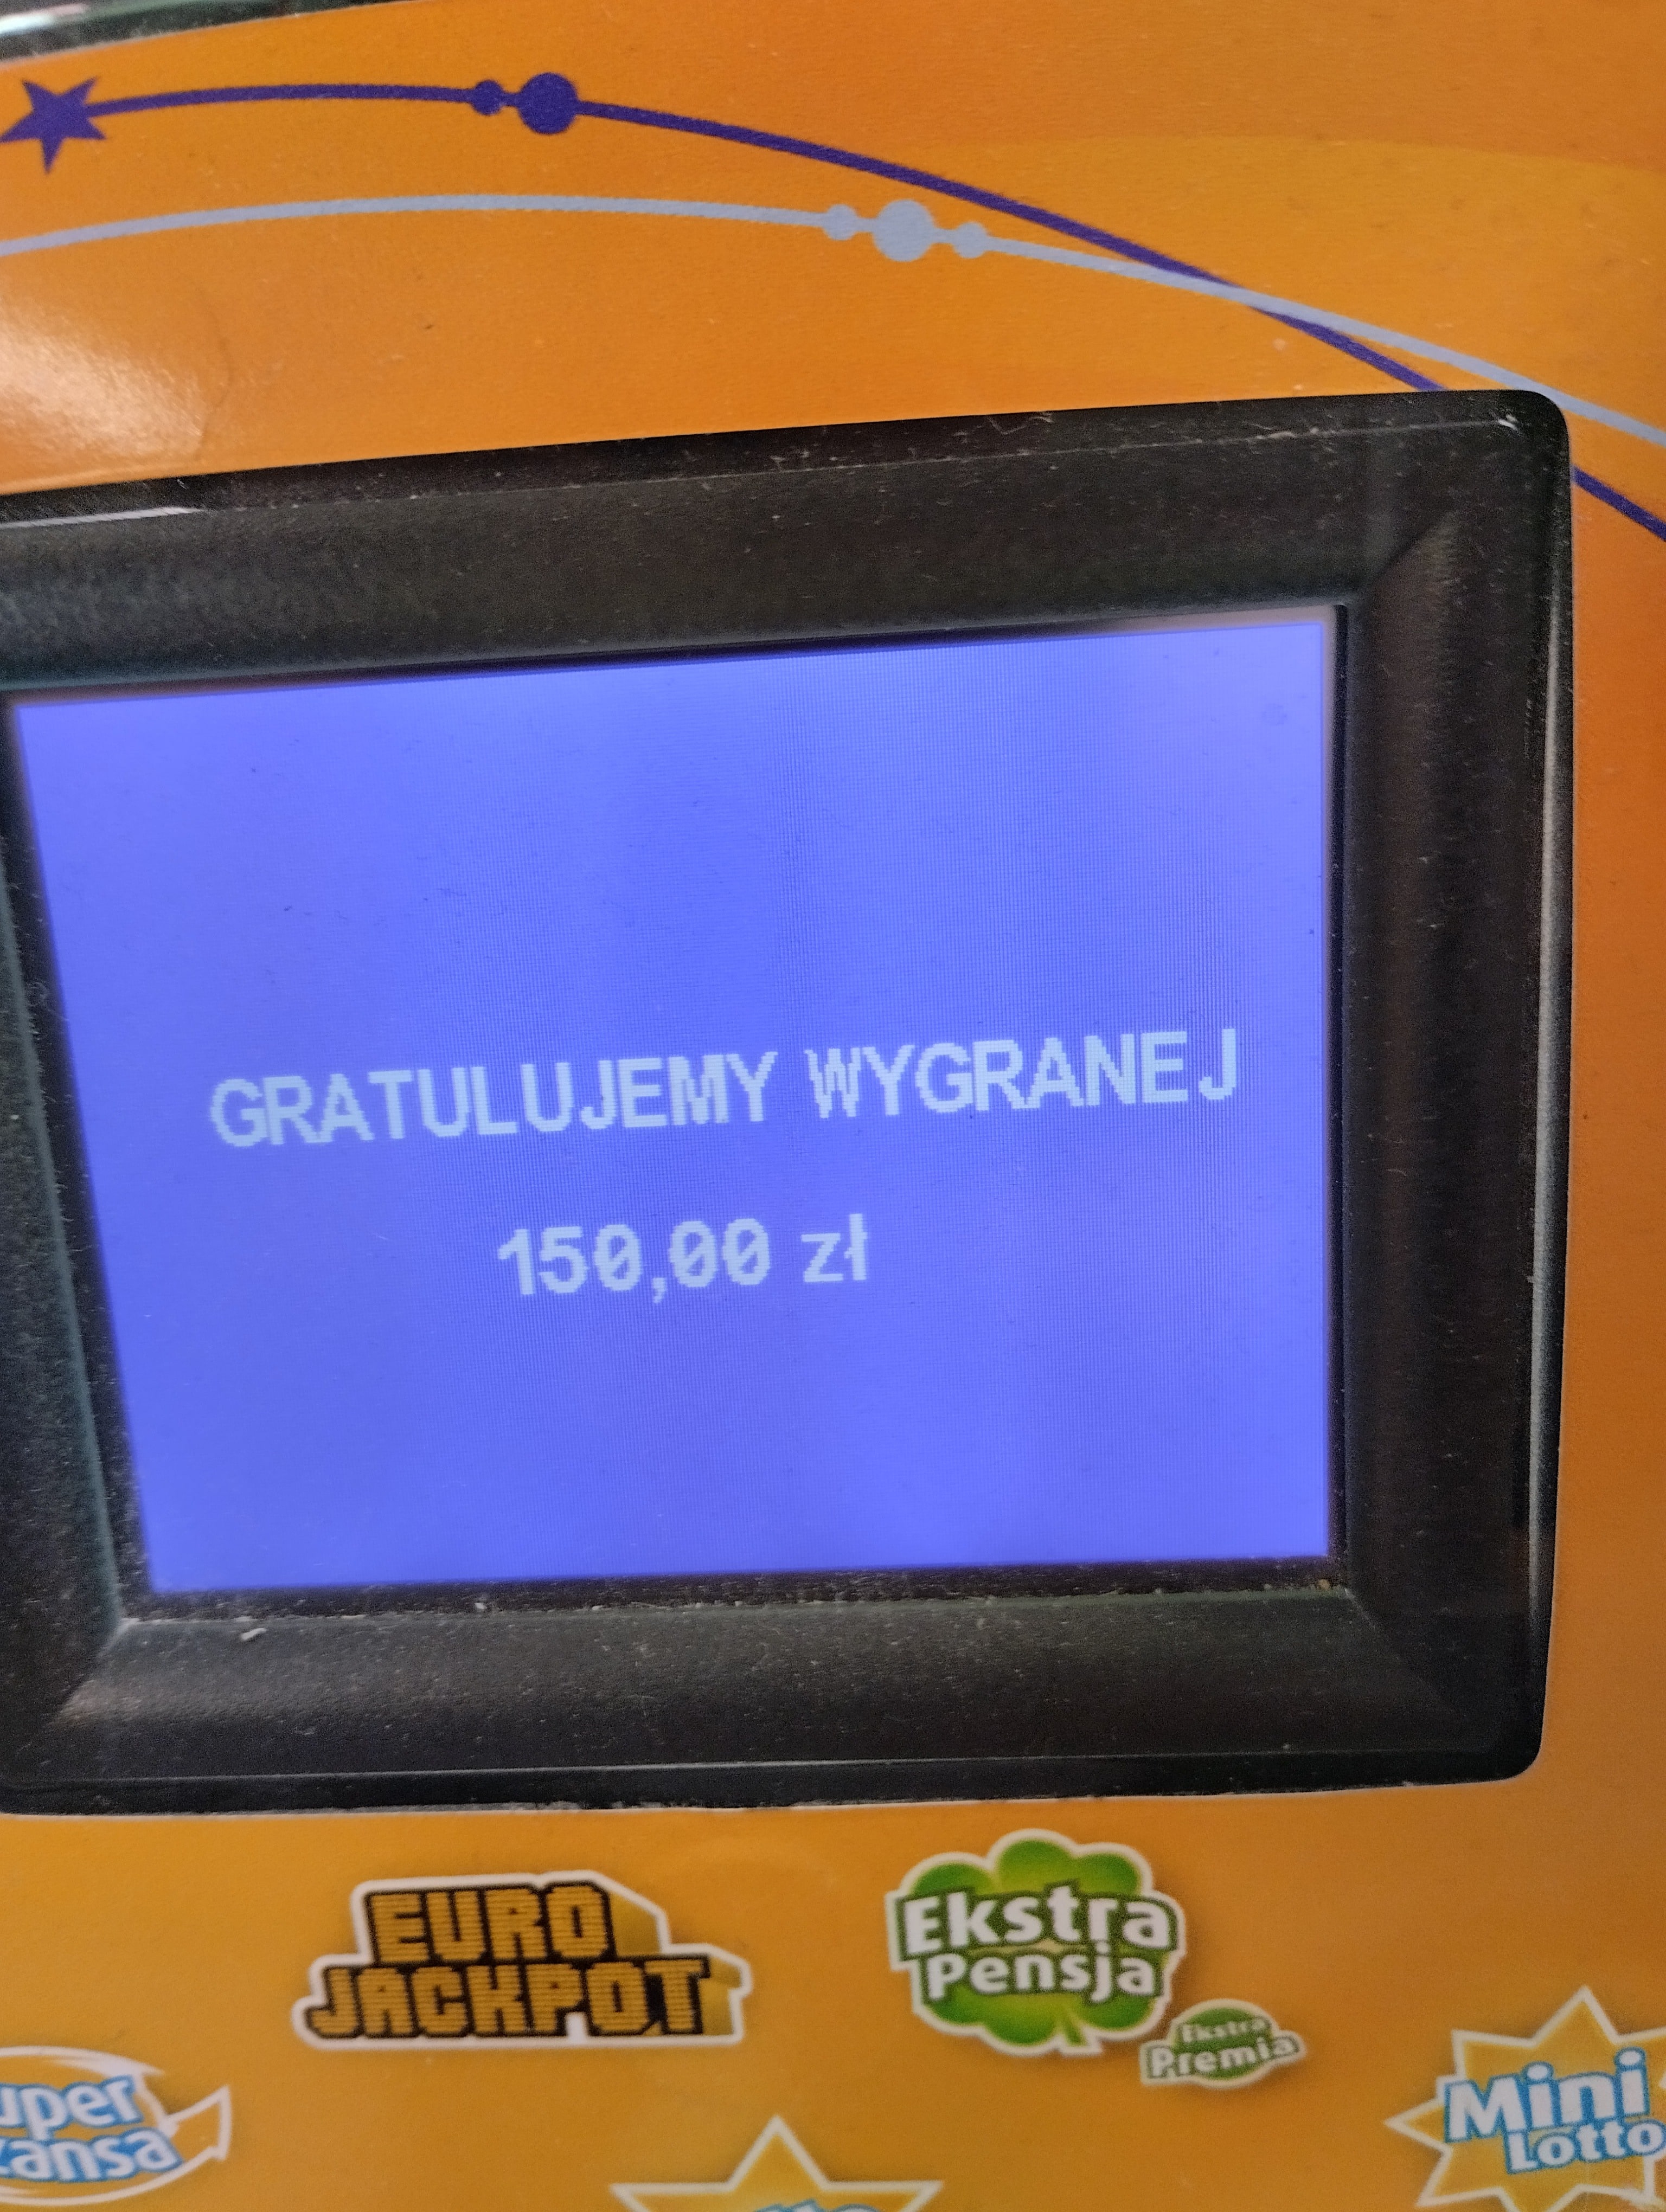 GRATULUJEMY WYGRANEJ
150,00 zł
EURO
JACKPOT
Ekstra
Pensja
Ekstra
Premia
Mini
Lotto